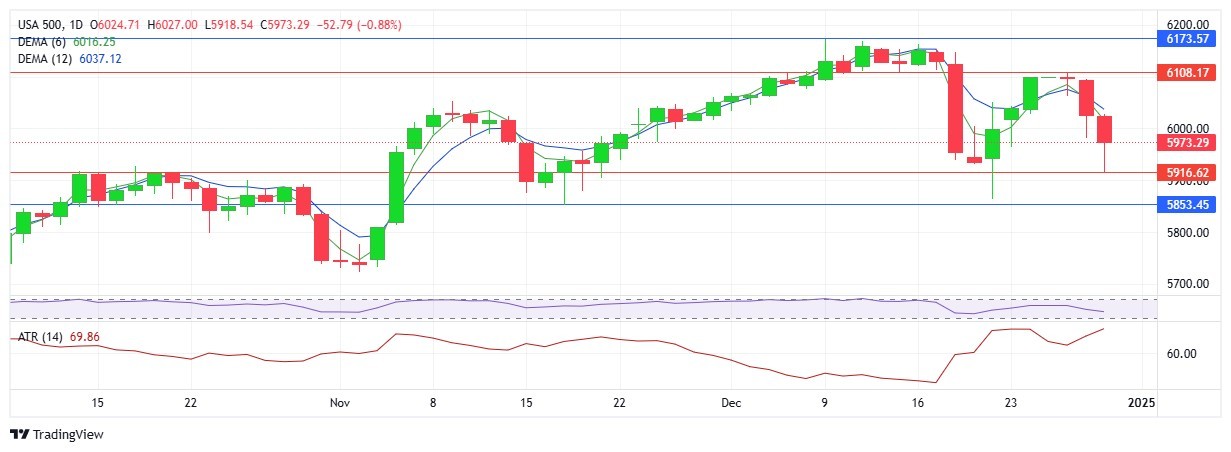 USA 500, 1D O6024.71 H6027.00 L5918.54 C5973.29 −52.79 (−0.88%)
DEMA (6) 6016.25
DEMA (12) 6037.12
6200.00
6173.57
6108.17
6000.00
5973.29
5916.62
5900.00
5853.45
5800.00
5700.00
ATR (14) 69.86
60.00
15 22 Nov 8 15 22 Dec 9 16 23 2025
TradingView